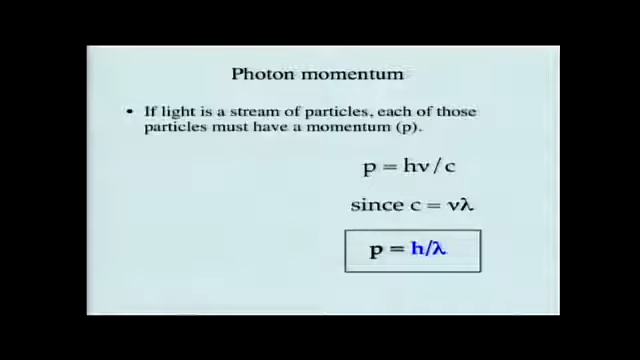 Photon momentum
• If light is a stream of particles, each of those
particles must have a momentum (p).
p = hν/c
since c = νλ
p = h/λ